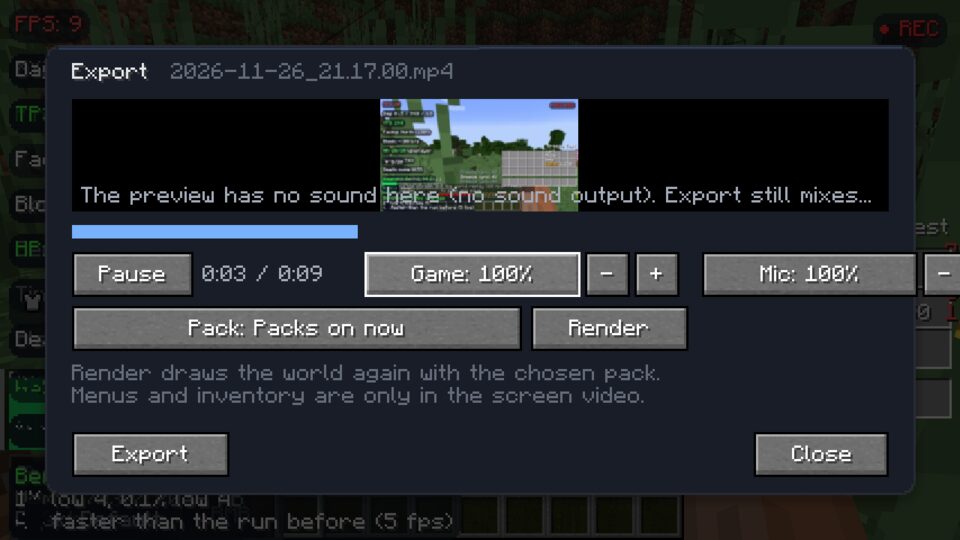 FPS: 9
REC
Export 2026-11-26_21.17.00.mp4
The preview has no sound here (no sound output). Export still mixes...
Pause 0:03 / 0:09 Game: 100% - + Mic: 100% -
Pack: Packs on now Render
Render draws the world again with the chosen pack.
Menus and inventory are only in the screen video.
Export Close
faster than the run before (5 fps)